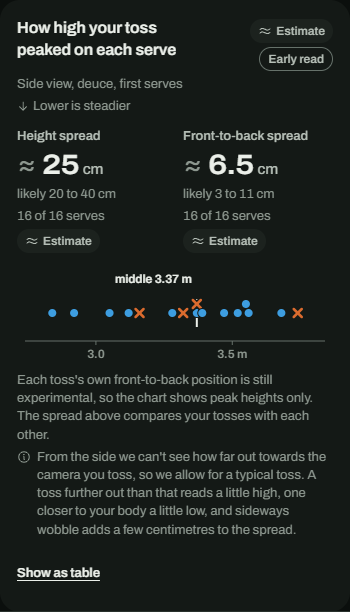 How high your toss
peaked on each serve
≈ Estimate
Early read
Side view, deuce, first serves
↓ Lower is steadier
Height spread
≈ 25 cm
likely 20 to 40 cm
16 of 16 serves
≈ Estimate
Front-to-back spread
≈ 6.5 cm
likely 3 to 11 cm
16 of 16 serves
≈ Estimate
middle 3.37 m
3.0
3.5 m
Each toss's own front-to-back position is still
experimental, so the chart shows peak heights only.
The spread above compares your tosses with each
other.
From the side we can't see how far out towards the
camera you toss, so we allow for a typical toss. A
toss further out than that reads a little high, one
closer to your body a little low, and sideways
wobble adds a few centimetres to the spread.
Show as table